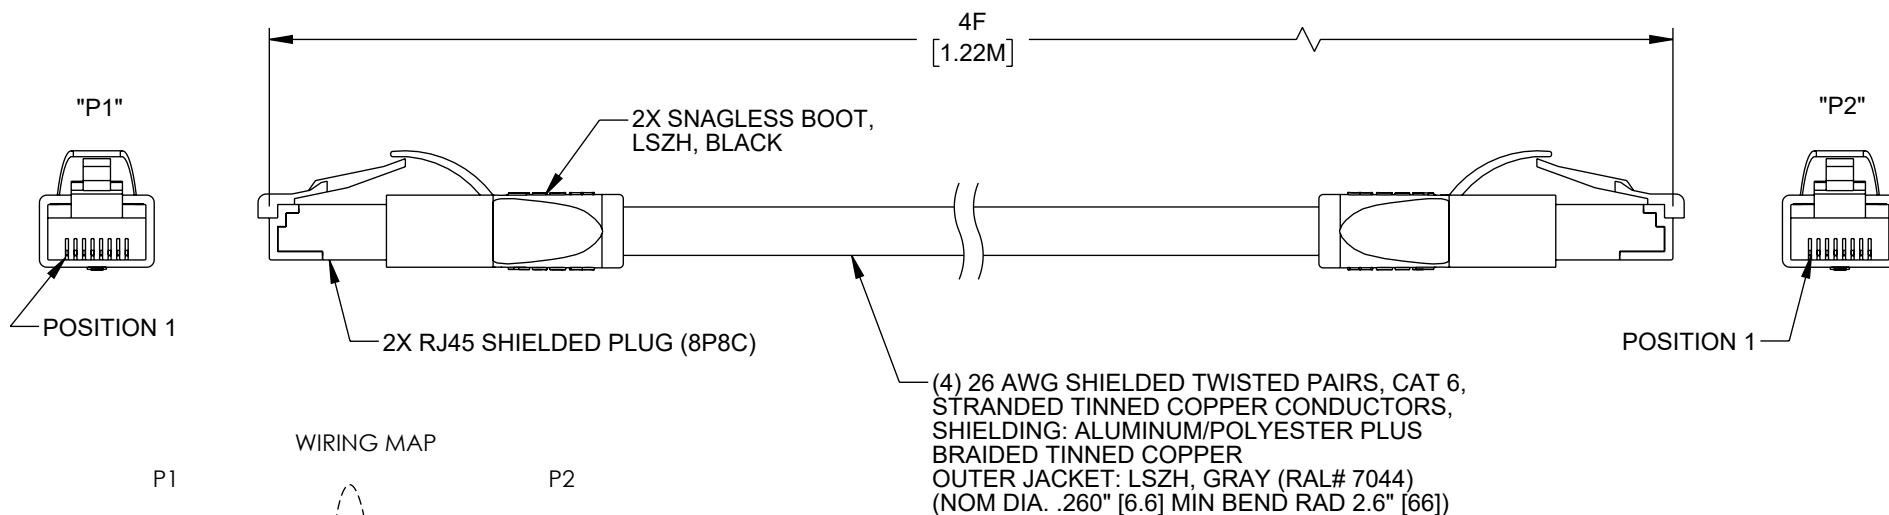 4F
[1.22M]
"P1"
"P2"
2X SNAGLESS BOOT,
LSZH, BLACK
POSITION 1
2X RJ45 SHIELDED PLUG (8P8C)
POSITION 1
(4) 26 AWG SHIELDED TWISTED PAIRS, CAT 6,
STRANDED TINNED COPPER CONDUCTORS,
SHIELDING: ALUMINUM/POLYESTER PLUS
BRAIDED TINNED COPPER
OUTER JACKET: LSZH, GRAY (RAL# 7044)
(NOM DIA. .260" [6.6] MIN BEND RAD 2.6" [66])
WIRING MAP
P1
P2